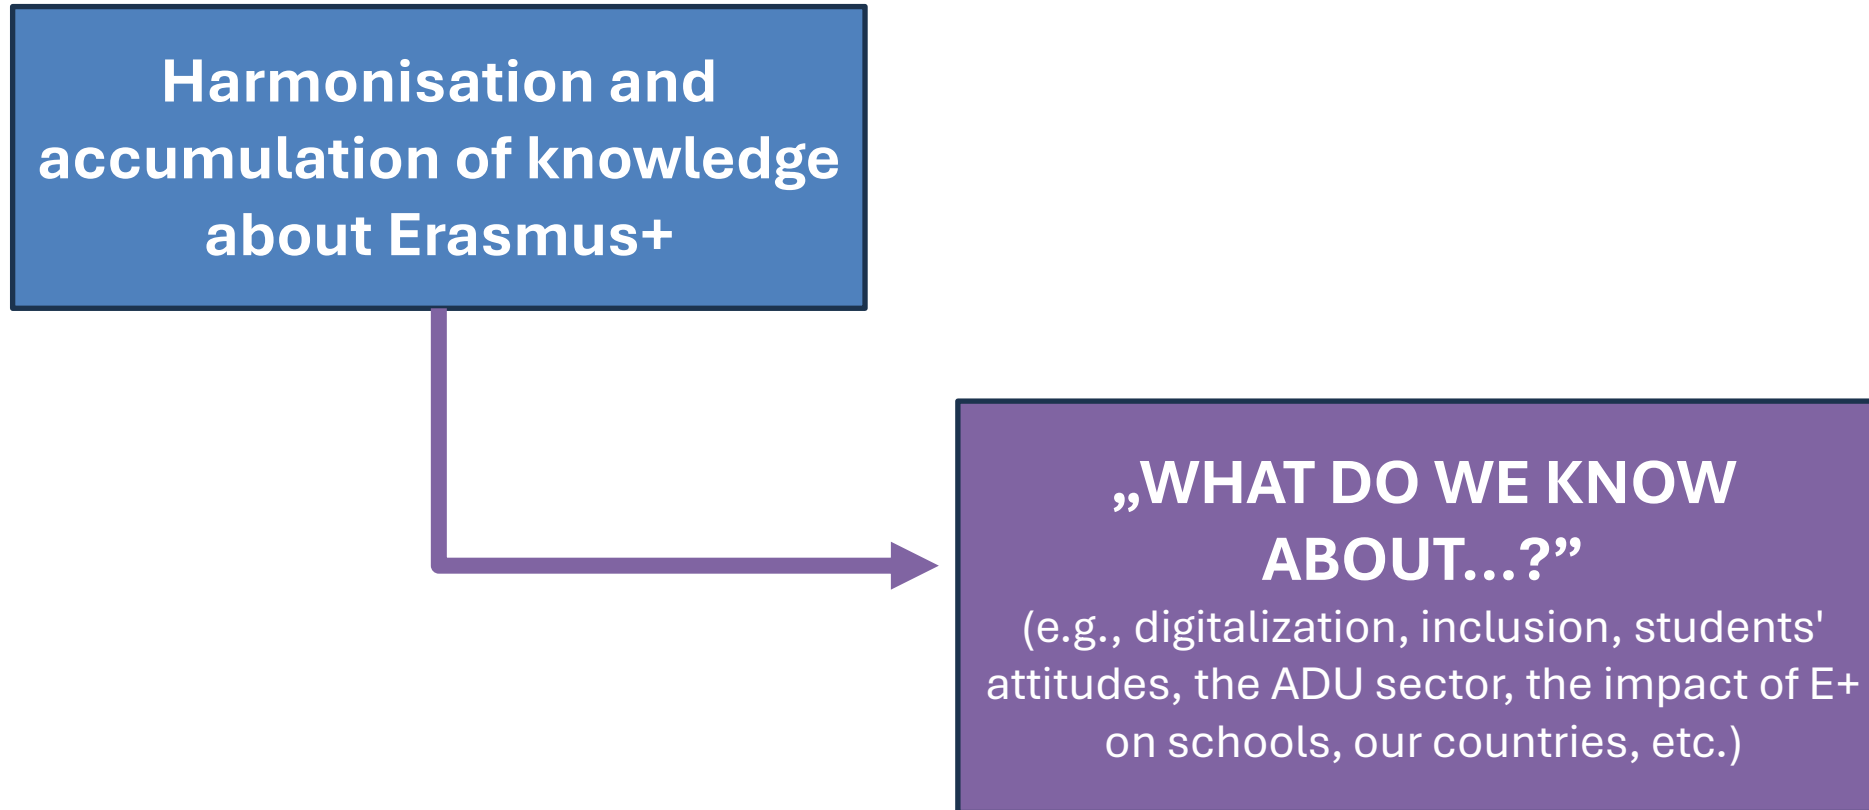 Harmonisation and
accumulation of knowledge
about Erasmus+
„WHAT DO WE KNOW
ABOUT...?”
(e.g., digitalization, inclusion, students'
attitudes, the ADU sector, the impact of E+
on schools, our countries, etc.)